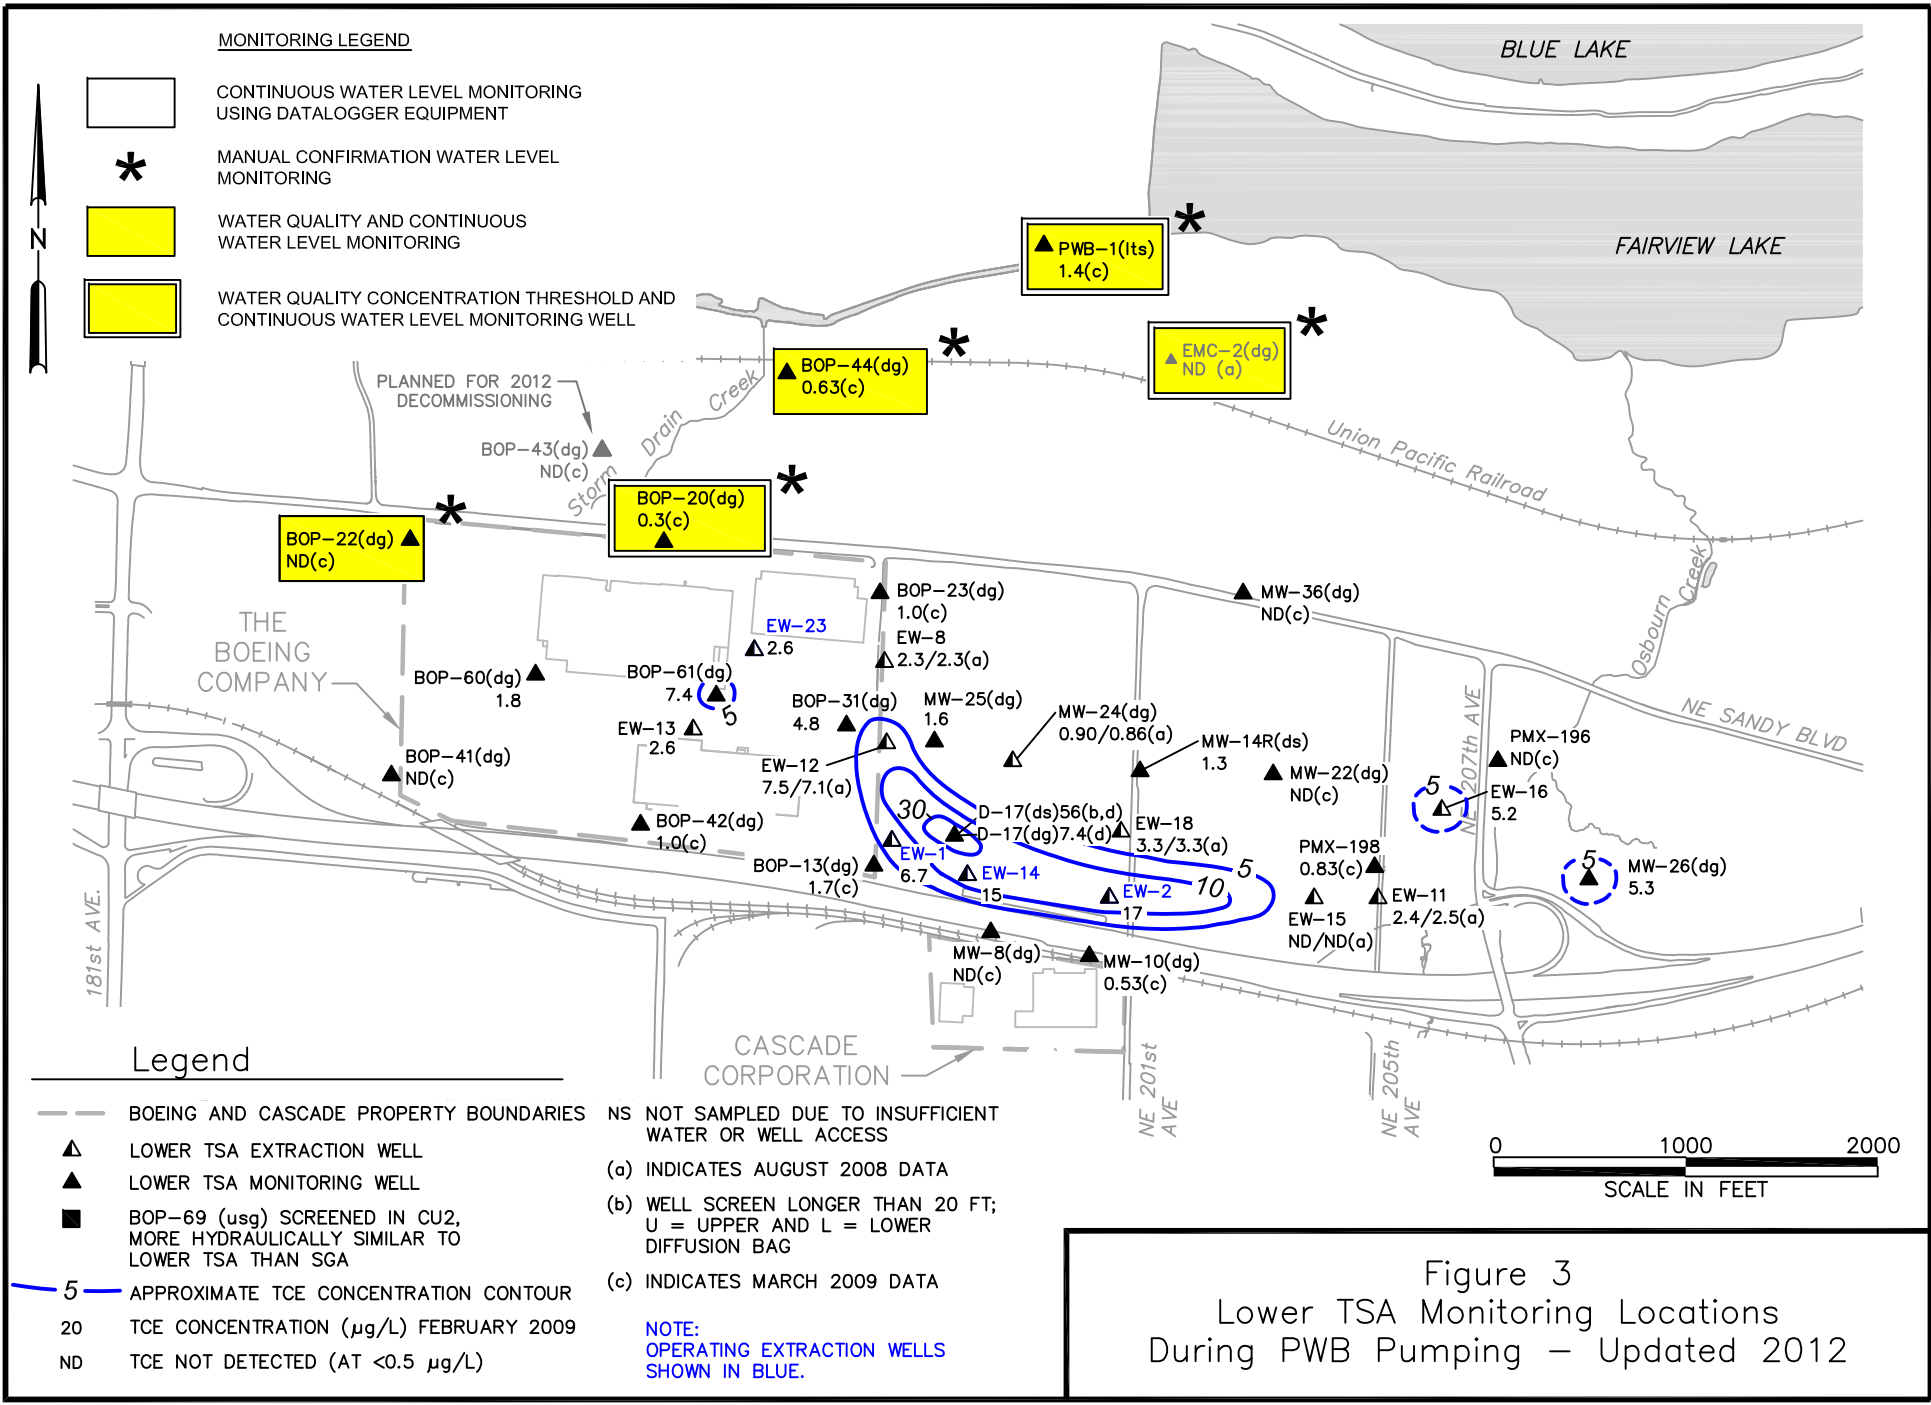 MONITORING LEGEND
CONTINUOUS WATER LEVEL MONITORING
USING DATALOGGER EQUIPMENT
*
MANUAL CONFIRMATION WATER LEVEL
MONITORING
WATER QUALITY AND CONTINUOUS
WATER LEVEL MONITORING
WATER QUALITY CONCENTRATION THRESHOLD AND
CONTINUOUS WATER LEVEL MONITORING WELL
N
BLUE LAKE
FAIRVIEW LAKE
*
PWB-1(lts)
1.4(c)
*
EMC-2(dg)
ND (a)
*
BOP-44(dg)
0.63(c)
PLANNED FOR 2012
DECOMMISSIONING
BOP-43(dg)
ND(c)
Storm Drain Creek
Union Pacific Railroad
*
BOP-20(dg)
0.3(c)
*
BOP-22(dg)
ND(c)
THE
BOEING
COMPANY
BOP-23(dg)
1.0(c)
MW-36(dg)
ND(c)
Osbourn Creek
EW-23
2.6
EW-8
2.3/2.3(a)
BOP-60(dg)
1.8
BOP-61(dg)
7.4
5
BOP-31(dg)
4.8
MW-25(dg)
1.6
MW-24(dg)
0.90/0.86(a)
EW-13
2.6
MW-14R(ds)
1.3
NE 207th AVE
NE SANDY BLVD
PMX-196
ND(c)
BOP-41(dg)
ND(c)
EW-12
7.5/7.1(a)
MW-22(dg)
ND(c)
5
EW-16
5.2
30
D-17(ds)56(b,d)
D-17(dg)7.4(d)
BOP-42(dg)
1.0(c)
EW-18
3.3/3.3(a)
BOP-13(dg)
1.7(c)
EW-1
6.7
EW-14
15
EW-2
17
10
5
PMX-198
0.83(c)
5
MW-26(dg)
5.3
EW-15
ND/ND(a)
EW-11
2.4/2.5(a)
MW-8(dg)
ND(c)
MW-10(dg)
0.53(c)
181st AVE.
CASCADE
CORPORATION
NE 201st
AVE
NE 205th
AVE
Legend
BOEING AND CASCADE PROPERTY BOUNDARIES
LOWER TSA EXTRACTION WELL
LOWER TSA MONITORING WELL
BOP-69 (usg) SCREENED IN CU2,
MORE HYDRAULICALLY SIMILAR TO
LOWER TSA THAN SGA
5 APPROXIMATE TCE CONCENTRATION CONTOUR
20 TCE CONCENTRATION (µg/L) FEBRUARY 2009
ND TCE NOT DETECTED (AT <0.5 µg/L)
NS NOT SAMPLED DUE TO INSUFFICIENT
WATER OR WELL ACCESS
(a) INDICATES AUGUST 2008 DATA
(b) WELL SCREEN LONGER THAN 20 FT;
U = UPPER AND L = LOWER
DIFFUSION BAG
(c) INDICATES MARCH 2009 DATA
NOTE:
OPERATING EXTRACTION WELLS
SHOWN IN BLUE.
0 1000 2000
SCALE IN FEET
Figure 3
Lower TSA Monitoring Locations
During PWB Pumping - Updated 2012